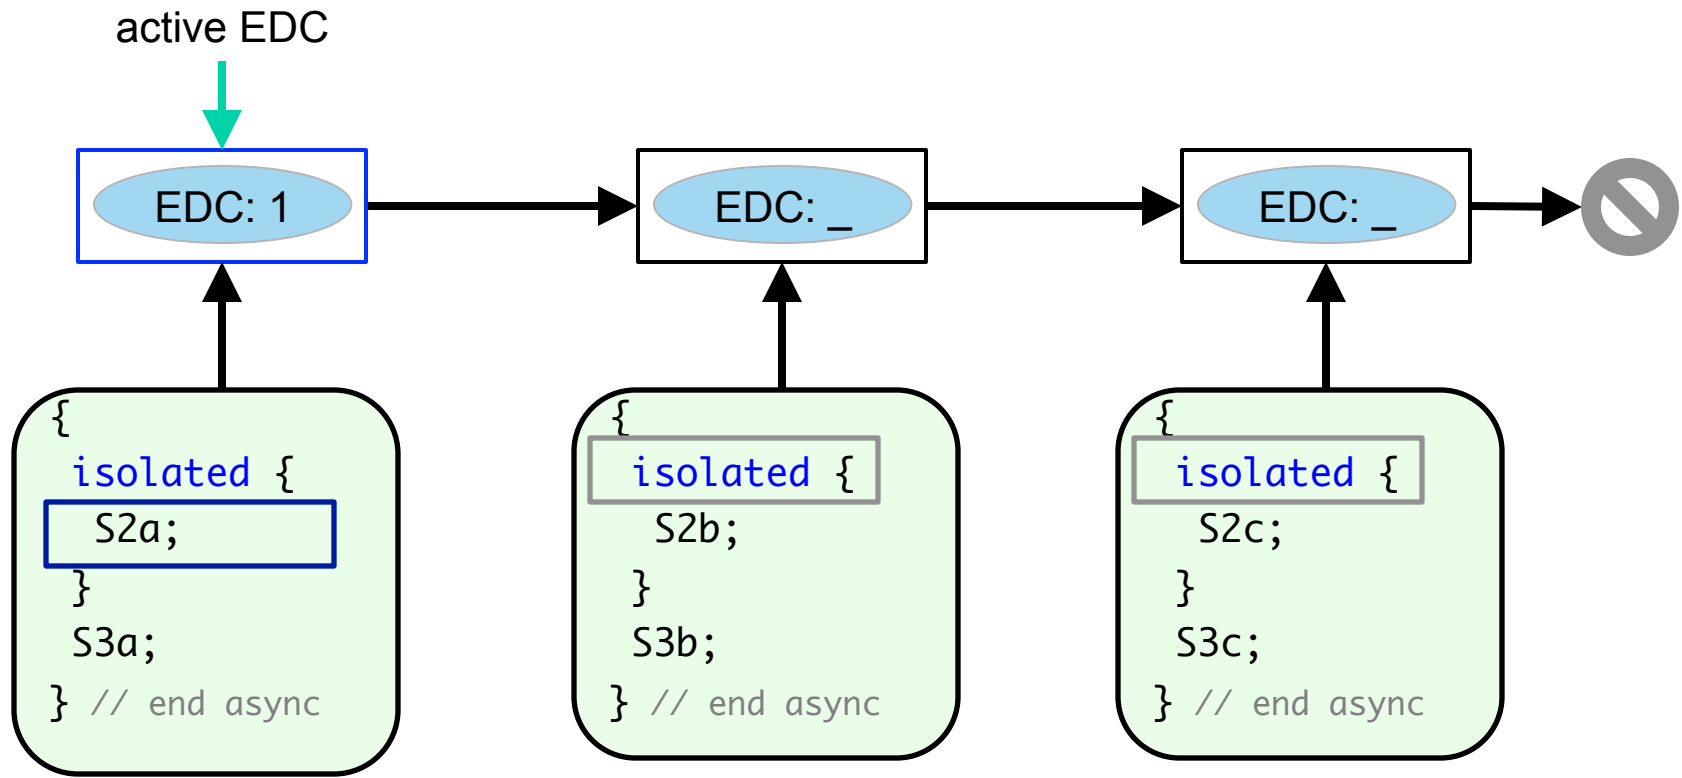 active EDC
EDC: 1
EDC: _
EDC: _
{
isolated {
S2a;
}
S3a;
} // end async
{
isolated {
S2b;
}
S3b;
} // end async
{
isolated {
S2c;
}
S3c;
} // end async